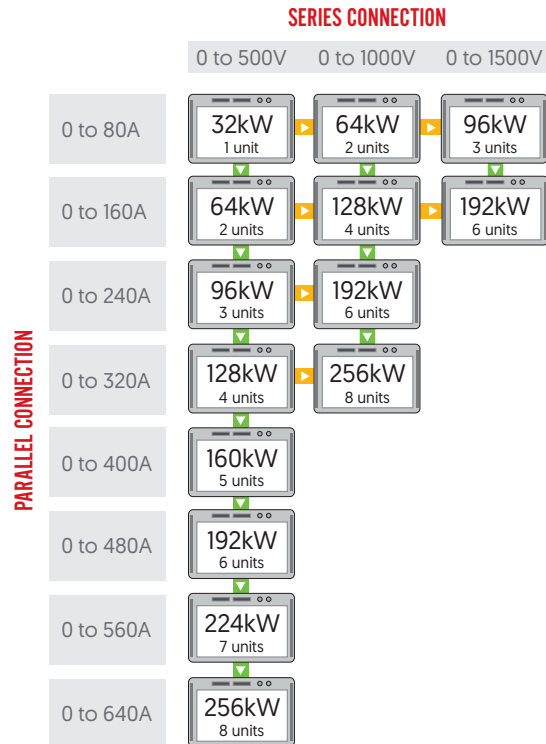 SERIES CONNECTION
0 to 500V 0 to 1000V 0 to 1500V
PARALLEL CONNECTION
0 to 80A
32kW
1 unit
64kW
2 units
96kW
3 units
0 to 160A
64kW
2 units
128kW
4 units
192kW
6 units
0 to 240A
96kW
3 units
192kW
6 units
0 to 320A
128kW
4 units
256kW
8 units
0 to 400A
160kW
5 units
0 to 480A
192kW
6 units
0 to 560A
224kW
7 units
0 to 640A
256kW
8 units